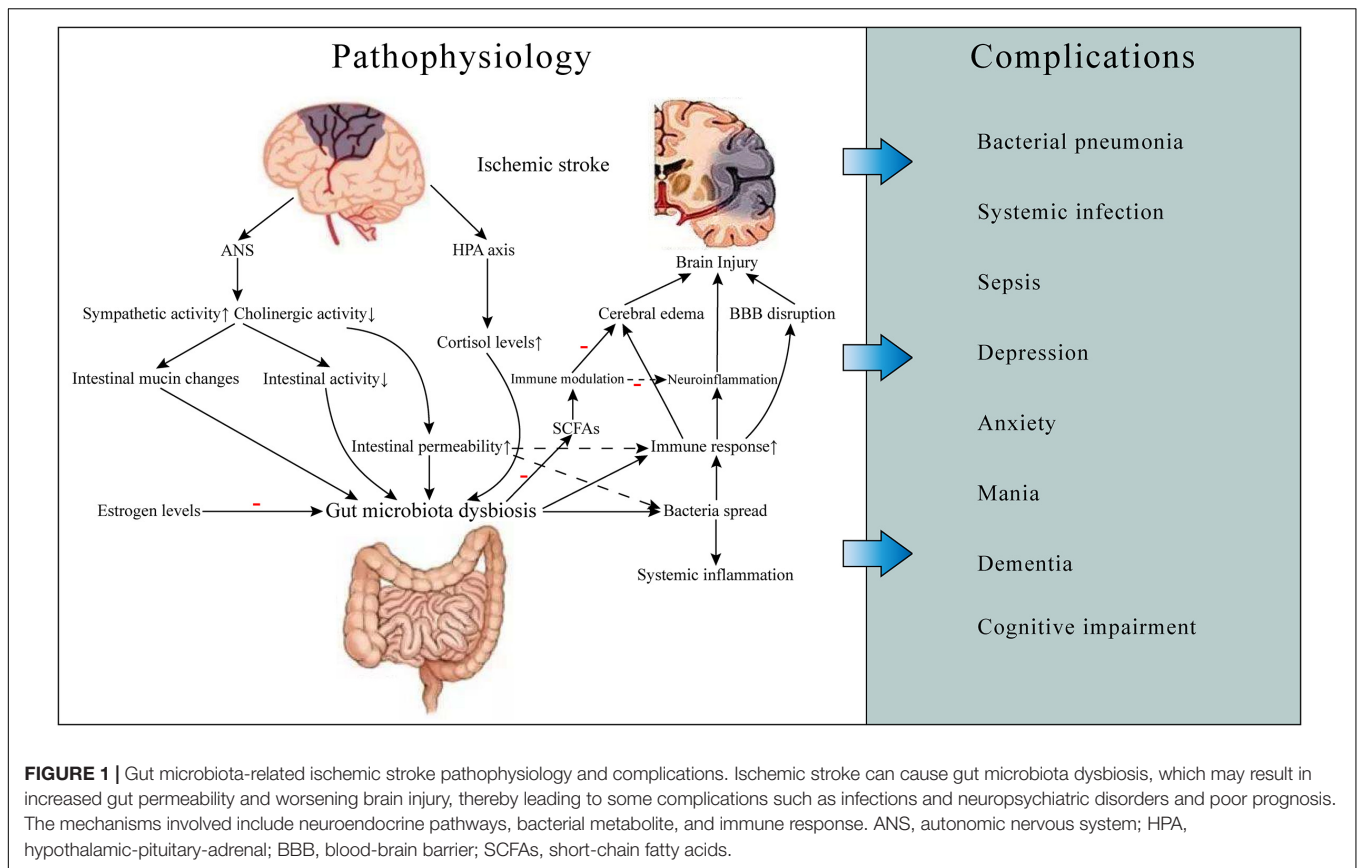 Pathophysiology
Complications
Ischemic stroke
ANS
HPA axis
Brain Injury
Sympathetic activity↑ Cholinergic activity↓
Cerebral edema
BBB disruption
Cortisol levels↑
Intestinal mucin changes
Intestinal activity↓
Immune modulation
-
-
Neuroinflammation
SCFAs
Intestinal permeability↑
Immune response↑
-
Estrogen levels
-
Gut microbiota dysbiosis
Bacteria spread
Systemic inflammation
Bacterial pneumonia
Systemic infection
Sepsis
Depression
Anxiety
Mania
Dementia
Cognitive impairment
FIGURE 1 | Gut microbiota-related ischemic stroke pathophysiology and complications. Ischemic stroke can cause gut microbiota dysbiosis, which may result in
increased gut permeability and worsening brain injury, thereby leading to some complications such as infections and neuropsychiatric disorders and poor prognosis.
The mechanisms involved include neuroendocrine pathways, bacterial metabolite, and immune response. ANS, autonomic nervous system; HPA,
hypothalamic-pituitary-adrenal; BBB, blood-brain barrier; SCFAs, short-chain fatty acids.